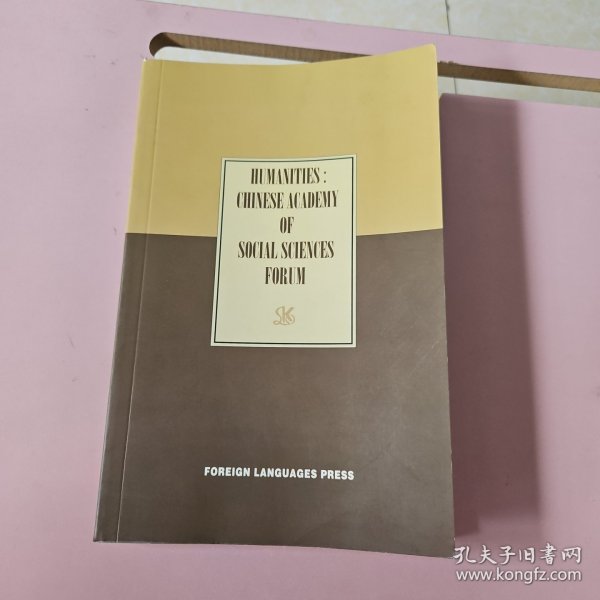 HUMANITIES:
CHINESE ACADEMY
OF
SOCIAL SCIENCES
FORUM
FOREIGN LANGUAGES PRESS
孔夫子旧书网
www.kongfz.com